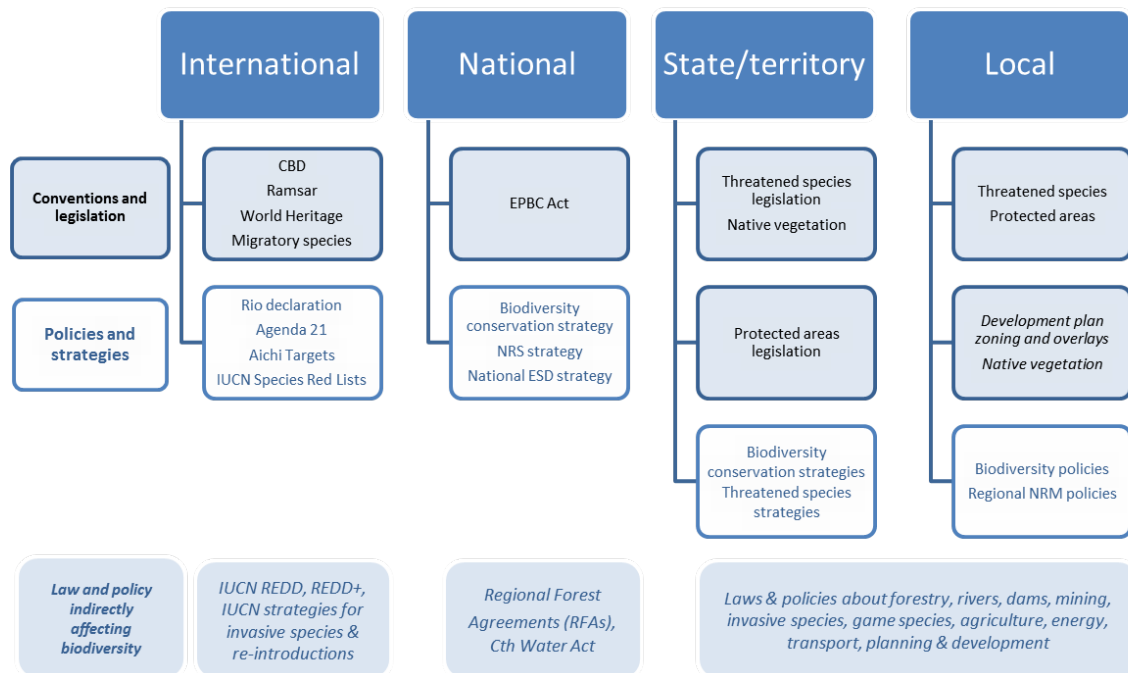 International
National
State/territory
Local
Conventions and
legislation
CBD
Ramsar
World Heritage
Migratory species
EPBC Act
Threatened species
legislation
Native vegetation
Threatened species
Protected areas
Policies and
strategies
Rio declaration
Agenda 21
Aichi Targets
IUCN Species Red Lists
Biodiversity
conservation strategy
NRS strategy
National ESD strategy
Protected areas
legislation
Development plan
zoning and overlays
Native vegetation
Biodiversity
conservation strategies
Threatened species
strategies
Biodiversity policies
Regional NRM policies
Law and policy
indirectly
affecting
biodiversity
IUCN REDD, REDD+,
IUCN strategies for
invasive species &
re-introductions
Regional Forest
Agreements (RFAs),
Cth Water Act
Laws & policies about forestry, rivers, dams, mining,
invasive species, game species, agriculture, energy,
transport, planning & development